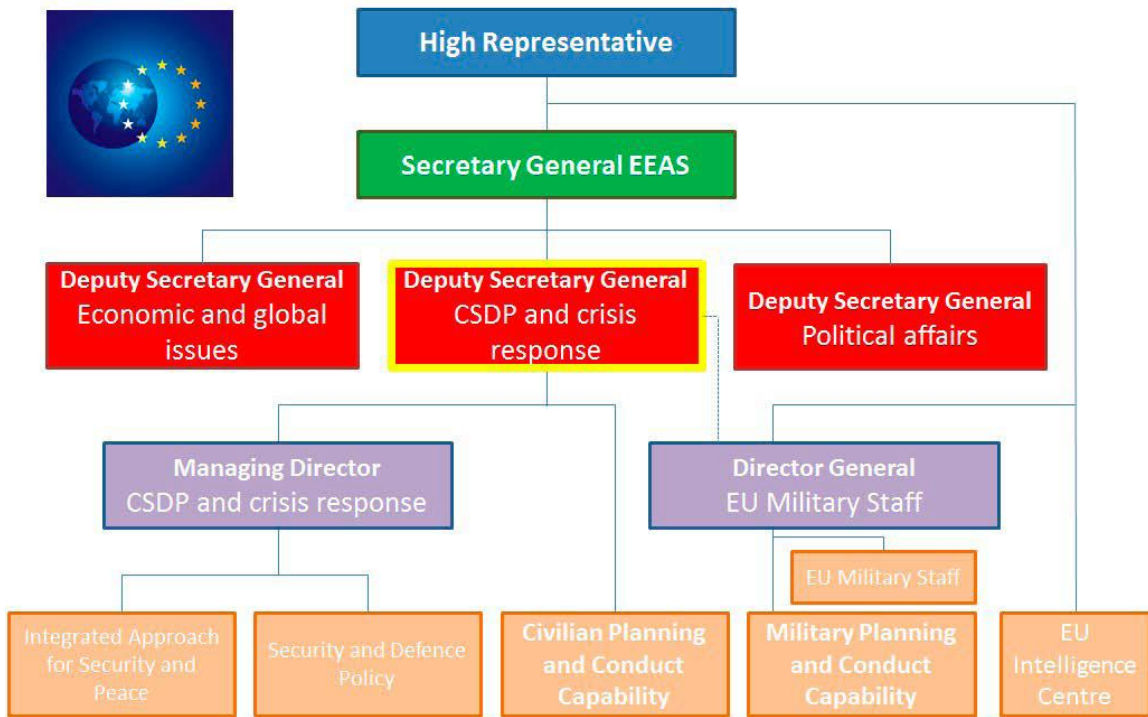 High Representative
Secretary General EEAS
Deputy Secretary General
Economic and global
issues
Deputy Secretary General
CSDP and crisis
response
Deputy Secretary General
Political affairs
Managing Director
CSDP and crisis response
Director General
EU Military Staff
EU Military Staff
Integrated Approach
for Security and
Peace
Security and Defence
Policy
Civilian Planning
and Conduct
Capability
Military Planning
and Conduct
Capability
EU
Intelligence
Centre